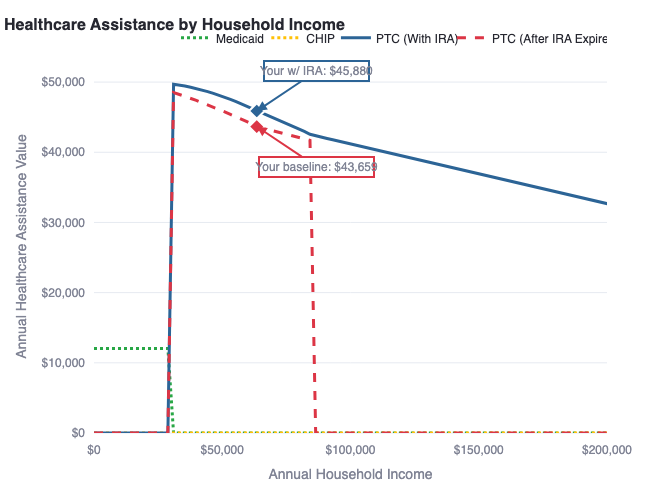 Healthcare Assistance by Household Income
Medicaid CHIP PTC (With IRA) PTC (After IRA Expire
Your w/ IRA: $45,880
Your baseline: $43,659
$50,000
$40,000
$30,000
$20,000
$10,000
$0
Annual Healthcare Assistance Value
$0 $50,000 $100,000 $150,000 $200,000
Annual Household Income